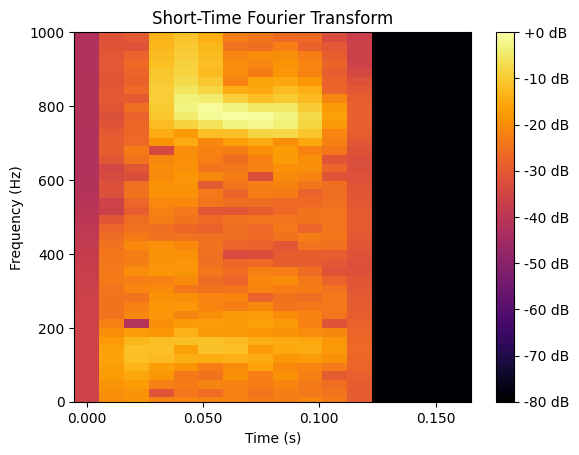 Short-Time Fourier Transform
1000
800
600
400
200
0
Frequency (Hz)
0.000
0.050
0.100
0.150
Time (s)
+0 dB
-10 dB
-20 dB
-30 dB
-40 dB
-50 dB
-60 dB
-70 dB
-80 dB